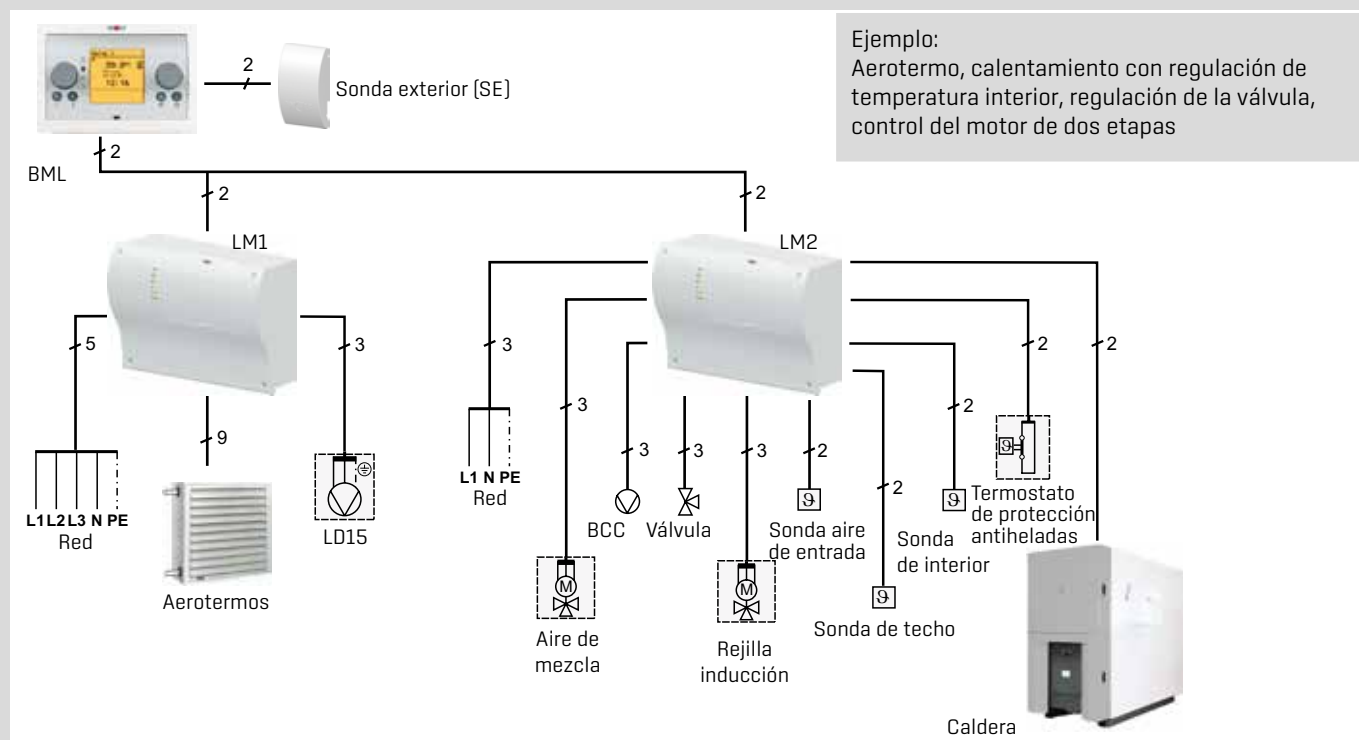 Ejemplo:
Aerotermo, calentamiento con regulación de
temperatura interior, regulación de la válvula,
control del motor de dos etapas
2
Sonda exterior (SE)
2
BML
2
2
LM1
LM2
5
3
9
L1 L2 L3 N PE
Red
Aerotermos
LD15
3
3
3
3
3
2
2
2
2
2
L1 N PE
Red
BCC
Válvula
M
Aire de
mezcla
M
Rejilla
inducción
ϑ
Sonda aire
de entrada
ϑ
Sonda de techo
ϑ
Sonda
de interior
ϑ
Termostato
de protección
antiheladas
Caldera